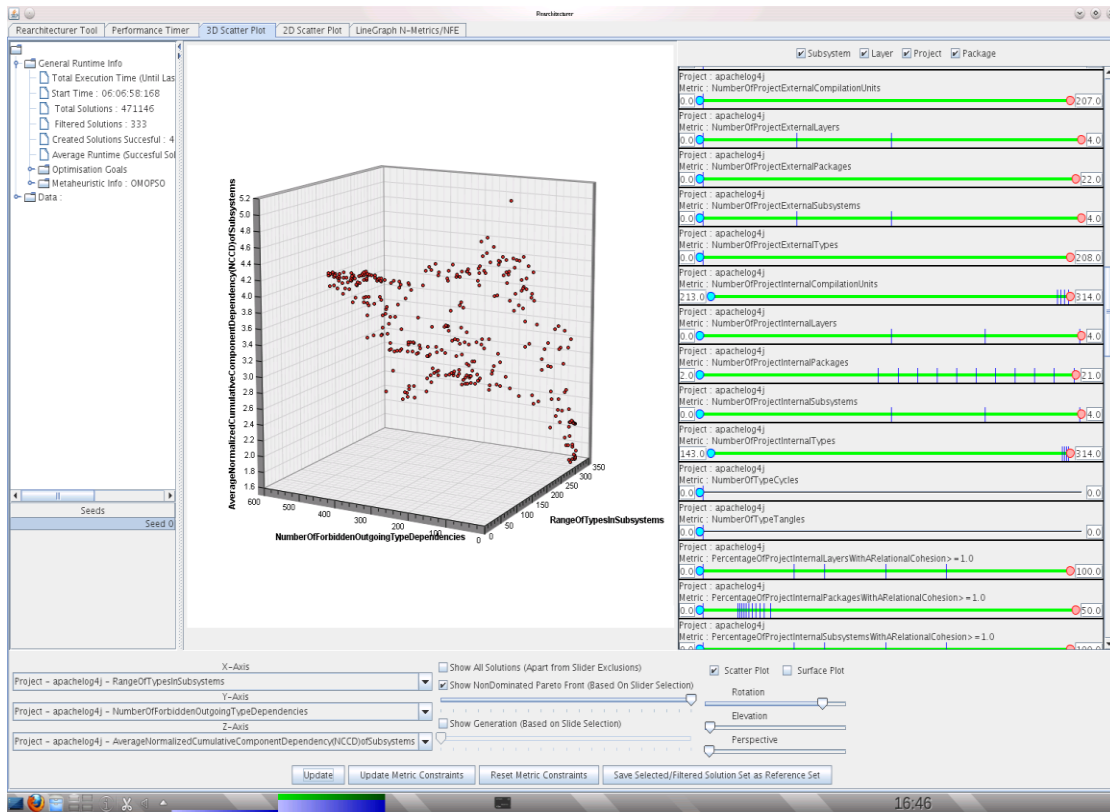 Rearchitecturer
Rearchitecturer Tool Performance Timer 3D Scatter Plot 2D Scatter Plot LineGraph N-Metrics/NFE
General Runtime Info
Total Execution Time (Until Las
Start Time : 06:06:58:168
Total Solutions : 471146
Filtered Solutions : 333
Created Solutions Succesful : 4
Average Runtime (Succesful Sol
Optimisation Goals
Metaheuristic Info : OMOPSO
Data :
Seeds
Seed 0
AverageNormalizedCumulativeComponentDependency(NCCD)ofSubsystems
5.2
5.0
4.8
4.6
4.4
4.2
4.0
3.8
3.6
3.4
3.2
3.0
2.8
2.6
2.4
2.2
2.0
1.8
1.6
600
500
400
300
200
100
0
NumberOfForbiddenOutgoingTypeDependencies
0
50
100
150
200
250
300
350
RangeOfTypesInSubsystems
Subsystem Layer Project Package
Project : apachelog4j
Metric : NumberOfProjectExternalCompilationUnits
0.0 207.0
Project : apachelog4j
Metric : NumberOfProjectExternalLayers
0.0 4.0
Project : apachelog4j
Metric : NumberOfProjectExternalPackages
0.0 22.0
Project : apachelog4j
Metric : NumberOfProjectExternalSubsystems
0.0 4.0
Project : apachelog4j
Metric : NumberOfProjectExternalTypes
0.0 208.0
Project : apachelog4j
Metric : NumberOfProjectInternalCompilationUnits
213.0 314.0
Project : apachelog4j
Metric : NumberOfProjectInternalLayers
0.0 4.0
Project : apachelog4j
Metric : NumberOfProjectInternalPackages
2.0 21.0
Project : apachelog4j
Metric : NumberOfProjectInternalSubsystems
0.0 4.0
Project : apachelog4j
Metric : NumberOfProjectInternalTypes
143.0 314.0
Project : apachelog4j
Metric : NumberOfTypeCycles
0.0 0.0
Project : apachelog4j
Metric : NumberOfTypeTangles
0.0 0.0
Project : apachelog4j
Metric : PercentageOfProjectInternalLayersWithARelationalCohesion>=1.0
0.0 100.0
Project : apachelog4j
Metric : PercentageOfProjectInternalPackagesWithARelationalCohesion>=1.0
0.0 50.0
Project : apachelog4j
Metric : PercentageOfProjectInternalSubsystemsWithARelationalCohesion>=1.0
X-Axis
Project - apachelog4j - RangeOfTypesInSubsystems
Y-Axis
Project - apachelog4j - NumberOfForbiddenOutgoingTypeDependencies
Z-Axis
Project - apachelog4j - AverageNormalizedCumulativeComponentDependency(NCCD)ofSubsystems
Show All Solutions (Apart from Slider Exclusions)
Show NonDominated Pareto Front (Based On Slider Selection)
Show Generation (Based on Slide Selection)
Scatter Plot Surface Plot
Rotation
Elevation
Perspective
Update Update Metric Constraints Reset Metric Constraints Save Selected/Filtered Solution Set as Reference Set
16:46